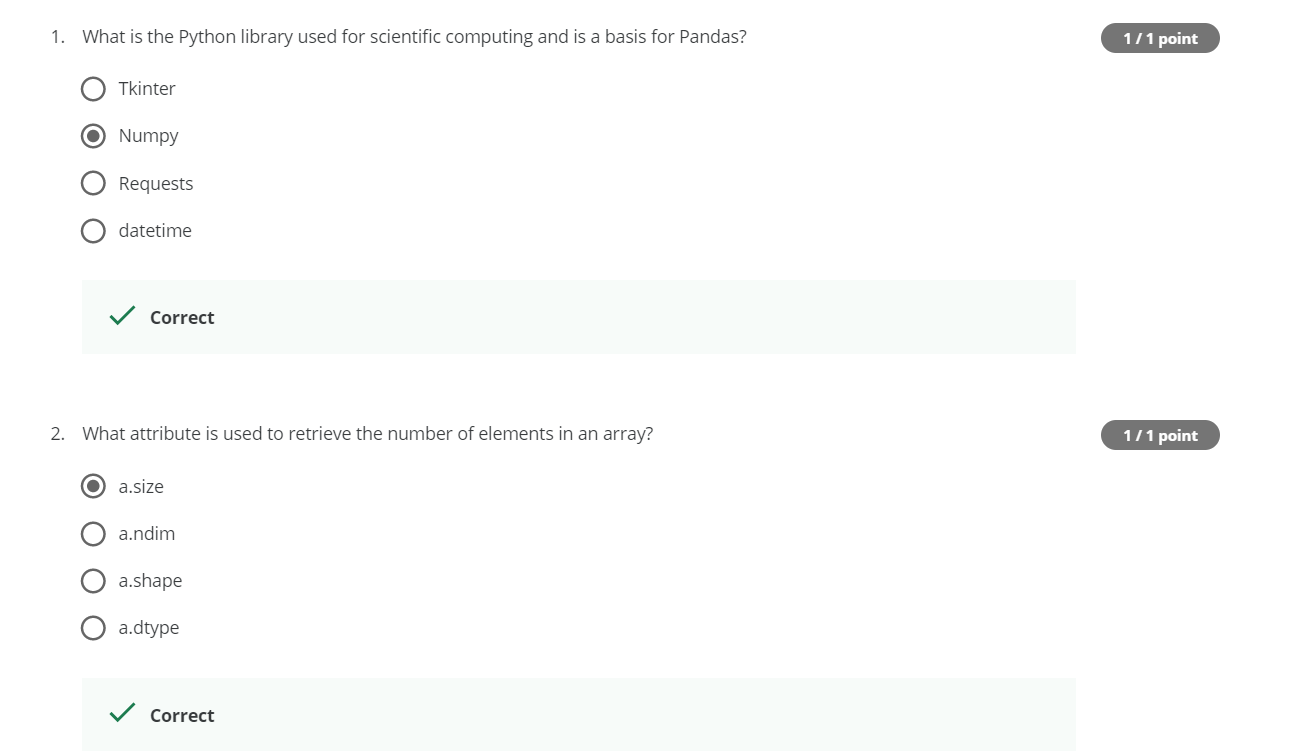 1. What is the Python library used for scientific computing and is a basis for Pandas?
1 / 1 point
Tkinter
Numpy
Requests
datetime
Correct
2. What attribute is used to retrieve the number of elements in an array?
1 / 1 point
a.size
a.ndim
a.shape
a.dtype
Correct